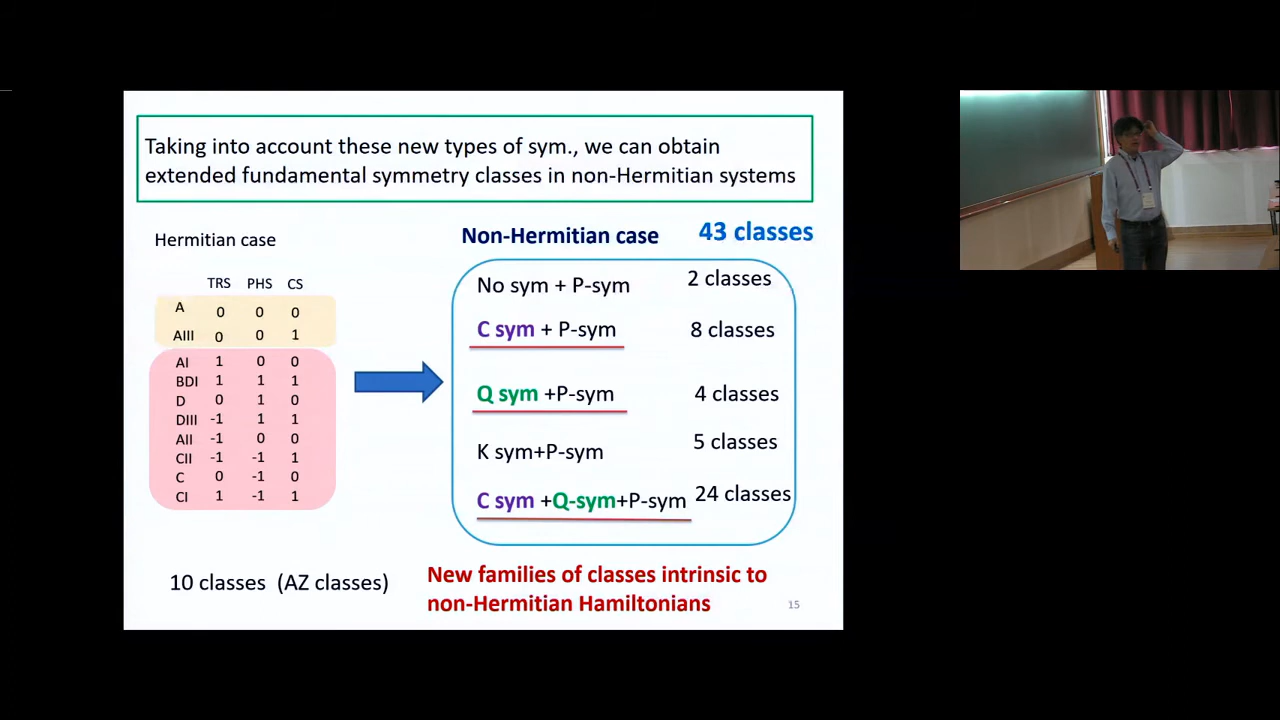 Taking into account these new types of sym., we can obtain
extended fundamental symmetry classes in non-Hermitian systems
Hermitian case
TRS PHS CS
A 0 0 0
AIII 0 0 1
AI 1 0 0
BDI 1 1 1
D 0 1 0
DIII -1 1 1
AII -1 0 0
CII -1 -1 1
C 0 -1 0
CI 1 -1 1
10 classes (AZ classes)
Non-Hermitian case 43 classes
No sym + P-sym 2 classes
C sym + P-sym 8 classes
Q sym +P-sym 4 classes
K sym+P-sym 5 classes
C sym +Q-sym+P-sym 24 classes
New families of classes intrinsic to
non-Hermitian Hamiltonians
15